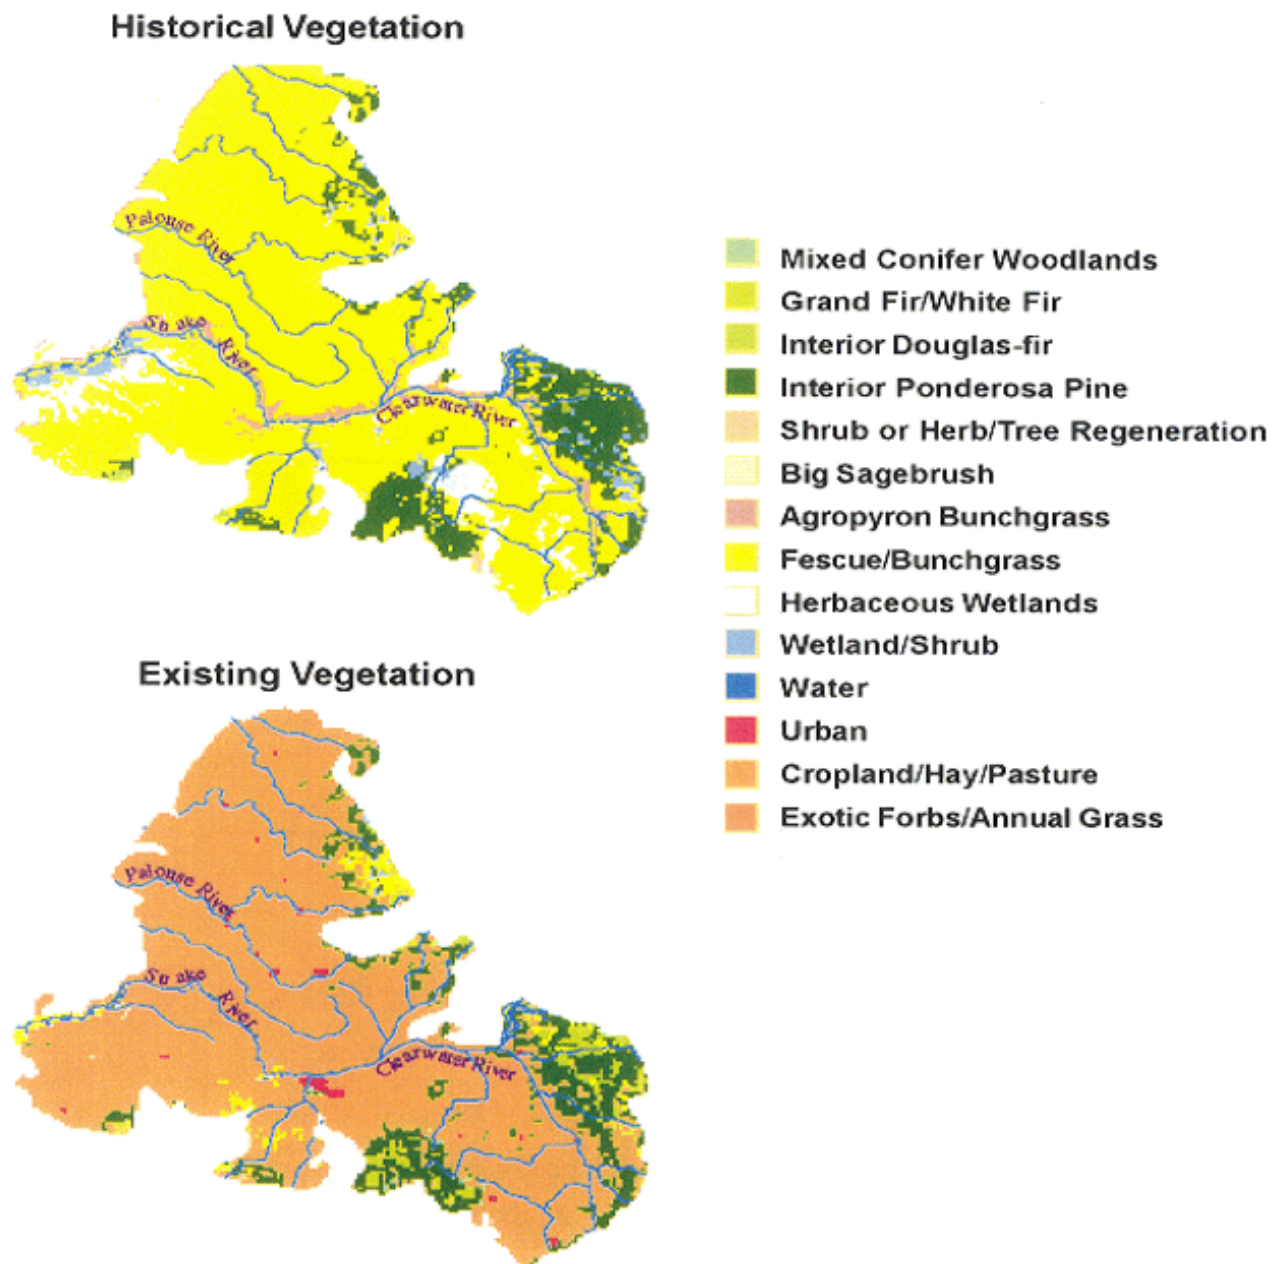 Historical Vegetation
Palouse River
Snake River
Clearwater River
Mixed Conifer Woodlands
Grand Fir/White Fir
Interior Douglas-fir
Interior Ponderosa Pine
Shrub or Herb/Tree Regeneration
Big Sagebrush
Agropyron Bunchgrass
Fescue/Bunchgrass
Herbaceous Wetlands
Wetland/Shrub
Water
Urban
Cropland/Hay/Pasture
Exotic Forbs/Annual Grass
Existing Vegetation
Palouse River
Snake River
Clearwater River